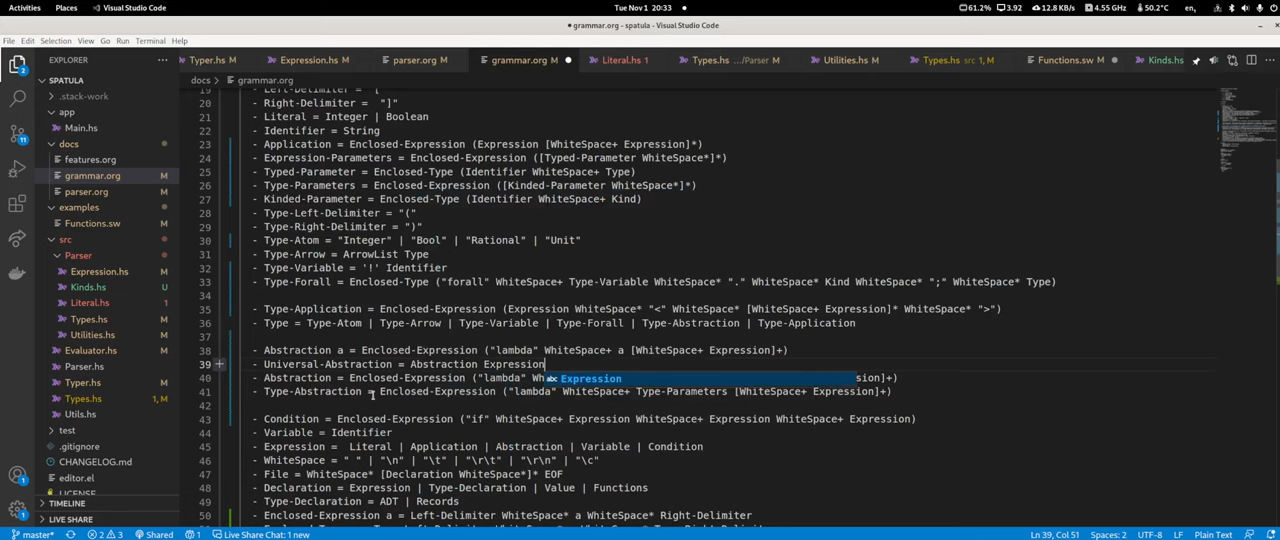 Activities Places Visual Studio Code Tue Nov 1 20:33 61.2% 3.92 12.8 KB/s 4.55 GHz 50.2°C en,
● grammar.org - spatula - Visual Studio Code
File Edit Selection View Go Run Terminal Help
EXPLORER ··· Typer.hs M Expression.hs M parser.org M grammar.org M ● Literal.hs 1 Types.hs .../Parser M Utilities.hs M Types.hs src 1, M Functions.sw M ● Kinds.hs
docs > grammar.org
SPATULA
.stack-work
app
Main.hs
docs
features.org
grammar.org M
parser.org M
examples
Functions.sw M
src
Parser
Expression.hs M
Kinds.hs U
Literal.hs 1
Types.hs M
Utilities.hs M
Evaluator.hs M
Parser.hs M
Typer.hs M
Types.hs 1, M
Utils.hs M
test
.gitignore
CHANGELOG.md
editor.el
LICENSE
TIMELINE
LIVE SHARE
19 - Left-Delimiter = "["
20 - Right-Delimiter = "]"
21 - Literal = Integer | Boolean
22 - Identifier = String
23 - Application = Enclosed-Expression (Expression [WhiteSpace+ Expression]*)
24 - Expression-Parameters = Enclosed-Expression ([Typed-Parameter WhiteSpace*]*)
25 - Typed-Parameter = Enclosed-Type (Identifier WhiteSpace+ Type)
26 - Type-Parameters = Enclosed-Expression ([Kinded-Parameter WhiteSpace*]*)
27 - Kinded-Parameter = Enclosed-Type (Identifier WhiteSpace+ Kind)
28 - Type-Left-Delimiter = "("
29 - Type-Right-Delimiter = ")"
30 - Type-Atom = "Integer" | "Bool" | "Rational" | "Unit"
31 - Type-Arrow = ArrowList Type
32 - Type-Variable = '!' Identifier
33 - Type-Forall = Enclosed-Type ("forall" WhiteSpace+ Type-Variable WhiteSpace* "." WhiteSpace* Kind WhiteSpace* ";" WhiteSpace* Type)
34
35 - Type-Application = Enclosed-Expression (Expression WhiteSpace* "<" WhiteSpace* [WhiteSpace+ Expression]* WhiteSpace* ">")
36 - Type = Type-Atom | Type-Arrow | Type-Variable | Type-Forall | Type-Abstraction | Type-Application
37
38 - Abstraction a = Enclosed-Expression ("lambda" WhiteSpace+ a [WhiteSpace+ Expression]+)
39 - Universal-Abstraction = Abstraction Expression
abc Expression
40 - Abstraction = Enclosed-Expression ("lambda" Wh sion]+)
41 - Type-Abstraction = Enclosed-Expression ("lambda" WhiteSpace+ Type-Parameters [WhiteSpace+ Expression]+)
42
43 - Condition = Enclosed-Expression ("if" WhiteSpace+ Expression WhiteSpace+ Expression WhiteSpace+ Expression)
44 - Variable = Identifier
45 - Expression =  Literal | Application | Abstraction | Variable | Condition
46 - WhiteSpace = " " | "\n" | "\t" | "\r\t" | "\r\n" | "\c"
47 - File = WhiteSpace* [Declaration WhiteSpace*]* EOF
48 - Declaration = Expression | Type-Declaration | Value | Functions
49 - Type-Declaration = ADT | Records
50 - Enclosed-Expression a = Left-Delimiter WhiteSpace* a WhiteSpace* Right-Delimiter
11
1
1
master* 2 3 Shared 1 Live Share Chat: 1 new Ln 39, Col 51 Spaces: 2 UTF-8 LF Plain Text